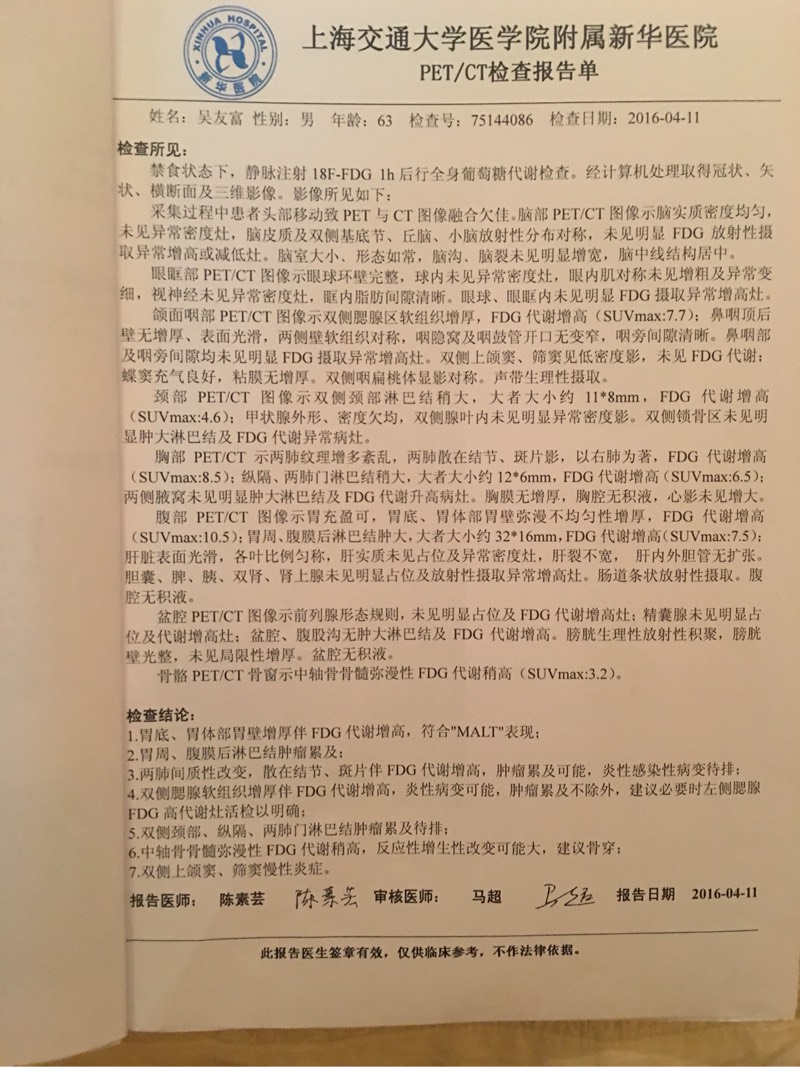 XINHUA HOSPITAL
新华医院
上海交通大学医学院附属新华医院
PET/CT检查报告单
姓名：吴友富 性别：男 年龄：63 检查号：75144086 检查日期：2016-04-11
检查所见：
禁食状态下，静脉注射 18F-FDG 1h 后行全身葡萄糖代谢检查。经计算机处理取得冠状、矢
状、横断面及三维影像。影像所见如下：
采集过程中患者头部移动致 PET 与 CT 图像融合欠佳。脑部 PET/CT 图像示脑实质密度均匀，
未见异常密度灶，脑皮质及双侧基底节、丘脑、小脑放射性分布对称，未见明显 FDG 放射性摄
取异常增高或减低灶。脑室大小、形态如常，脑沟、脑裂未见明显增宽，脑中线结构居中。
眼眶部 PET/CT 图像示眼球环壁完整，球内未见异常密度灶，眼内肌对称未见增粗及异常变
细，视神经未见异常密度灶，眶内脂肪间隙清晰。眼球、眼眶内未见明显 FDG 摄取异常增高灶。
颌面咽部 PET/CT 图像示双侧腮腺区软组织增厚，FDG 代谢增高（SUVmax:7.7）；鼻咽顶后
壁无增厚、表面光滑，两侧壁软组织对称，咽隐窝及咽鼓管开口无变窄，咽旁间隙清晰。鼻咽部
及咽旁间隙均未见明显 FDG 摄取异常增高灶。双侧上颌窦、筛窦见低密度影，未见 FDG 代谢；
蝶窦充气良好，粘膜无增厚。双侧咽扁桃体显影对称。声带生理性摄取。
颈部 PET/CT 图像示双侧颈部淋巴结稍大，大者大小约 11*8mm，FDG 代谢增高
（SUVmax:4.6）；甲状腺外形、密度欠均，双侧腺叶内未见明显异常密度影。双侧锁骨区未见明
显肿大淋巴结及 FDG 代谢异常病灶。
胸部 PET/CT 示两肺纹理增多紊乱，两肺散在结节、斑片影，以右肺为著，FDG 代谢增高
（SUVmax:8.5）；纵隔、两肺门淋巴结稍大，大者大小约 12*6mm，FDG 代谢增高（SUVmax:6.5）；
两侧腋窝未见明显肿大淋巴结及 FDG 代谢升高病灶。胸膜无增厚，胸腔无积液，心影未见增大。
腹部 PET/CT 图像示胃充盈可，胃底、胃体部胃壁弥漫不均匀性增厚，FDG 代谢增高
（SUVmax:10.5）；胃周、腹膜后淋巴结肿大，大者大小约 32*16mm，FDG 代谢增高（SUVmax:7.5）；
肝脏表面光滑，各叶比例匀称，肝实质未见占位及异常密度灶，肝裂不宽， 肝内外胆管无扩张。
胆囊、脾、胰、双肾、肾上腺未见明显占位及放射性摄取异常增高灶。肠道条状放射性摄取。腹
腔无积液。
盆腔 PET/CT 图像示前列腺形态规则，未见明显占位及 FDG 代谢增高灶；精囊腺未见明显占
位及代谢增高灶；盆腔、腹股沟无肿大淋巴结及 FDG 代谢增高。膀胱生理性放射性积聚，膀胱
壁光整，未见局限性增厚。盆腔无积液。
骨骼 PET/CT 骨窗示中轴骨骨髓弥漫性 FDG 代谢稍高（SUVmax:3.2）。
检查结论：
1.胃底、胃体部胃壁增厚伴 FDG 代谢增高，符合"MALT"表现；
2.胃周、腹膜后淋巴结肿瘤累及；
3.两肺间质性改变，散在结节、斑片伴 FDG 代谢增高，肿瘤累及可能，炎性感染性病变待排；
4.双侧腮腺软组织增厚伴 FDG 代谢增高，炎性病变可能，肿瘤累及不除外，建议必要时左侧腮腺
FDG 高代谢灶活检以明确；
5.双侧颈部、纵隔、两肺门淋巴结肿瘤累及待排；
6.中轴骨骨髓弥漫性 FDG 代谢稍高，反应性增生性改变可能大，建议骨穿；
7.双侧上颌窦、筛窦慢性炎症。
报告医师： 陈素芸 陈素芸 审核医师： 马超 马超 报告日期 2016-04-11
此报告医生签章有效，仅供临床参考，不作法律依据。